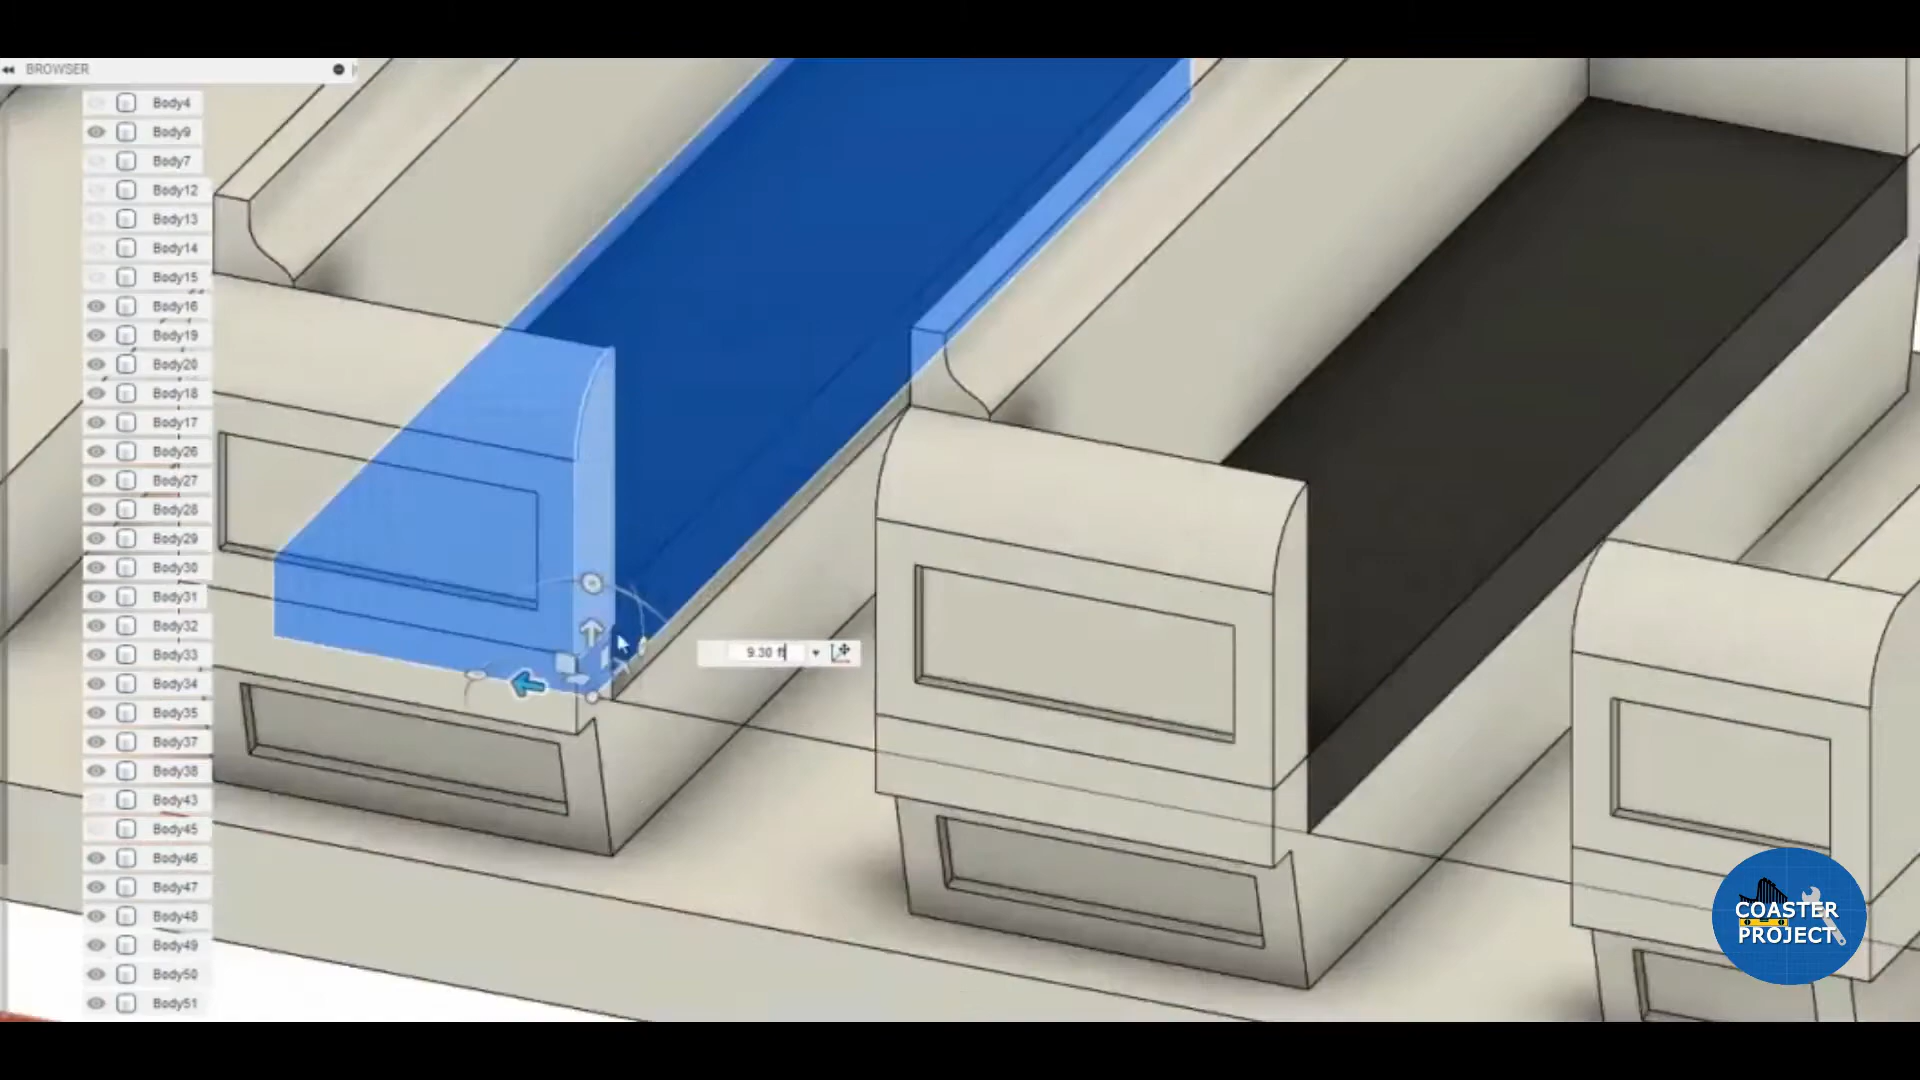 BROWSER
Body4
Body9
Body7
Body12
Body13
Body14
Body15
Body16
Body19
Body20
Body18
Body17
Body26
Body27
Body28
Body29
Body30
Body31
Body32
Body33
Body34
Body35
Body37
Body38
Body43
Body45
Body46
Body47
Body48
Body49
Body50
Body51
9.30 ft
COASTER
PROJECT